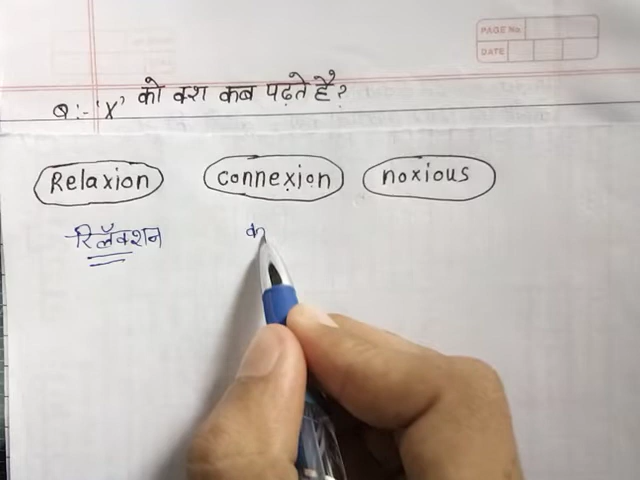 PAGE No.
DATE
ब:- 'X' को क्श कब पढ़ते हैं?
Relaxion connexion noxious
रिलॅक्शन क